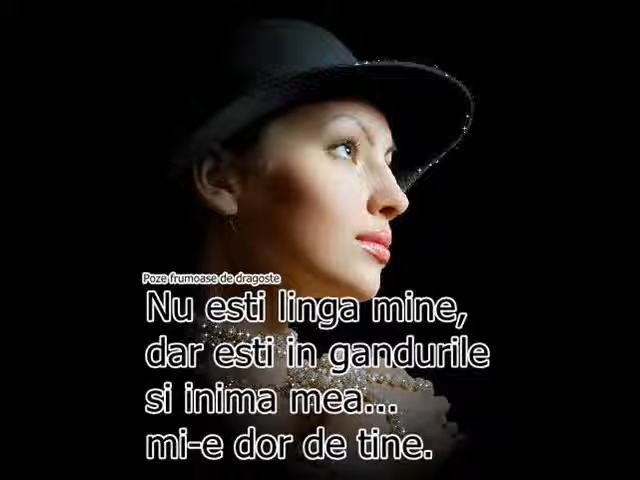 Poze frumoase de dragoste
Nu esti linga mine,
dar esti in gandurile
si inima mea...
mi-e dor de tine.